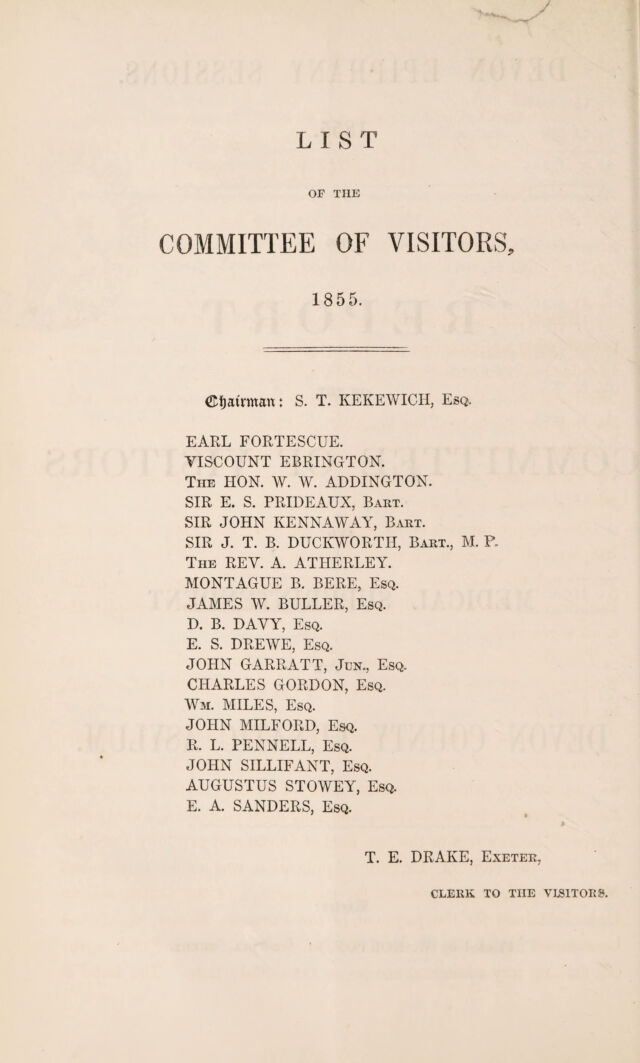 LIST
OF THE
COMMITTEE OF VISITORS,
1855.
Chairman: S. T. KEKEWICH, Esq.
EARL FORTESCUE.
VISCOUNT EBRINGTON.
The HON. W. W. ADDINGTON.
SIR E. S. PRIDEAUX, Bart.
SIR JOHN KENNAWAY, Bart.
SIR J. T. B. DUCKWORTH, Bart., M. P.
The REV. A. ATHERLEY.
MONTAGUE B. BERE, Esq.
JAMES W. BULLER, Esq.
D. B. DAVY, Esq.
E. S. DREWE, Esq.
JOHN GARRATT, Jun., Esq.
CHARLES GORDON, Esq.
Wm. MILES, Esq.
JOHN MILFORD, Esq.
R. L. PENNELL, Esq.
JOHN SILLIFANT, Esq.
AUGUSTUS STOWEY, Esq.
E. A. SANDERS, Esq.
T. E. DRAKE, Exeter,
CLERK TO THE VISITORS.